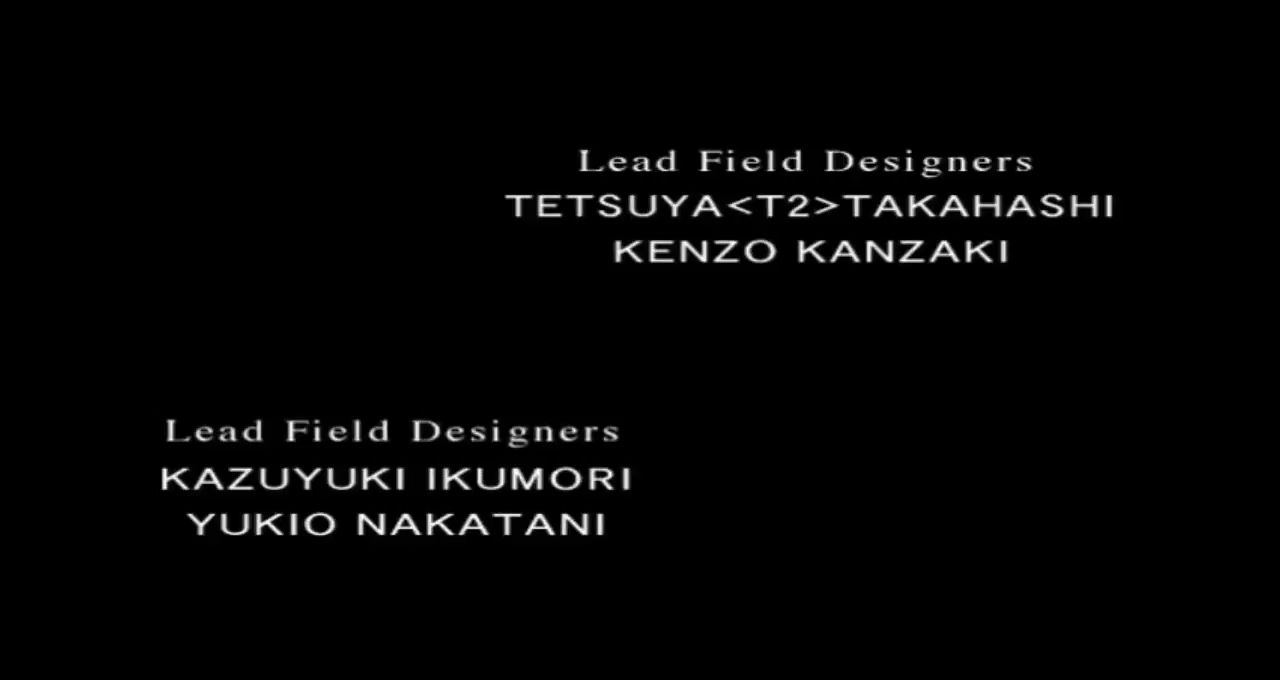 Lead Field Designers
TETSUYA<T2>TAKAHASHI
KENZO KANZAKI
Lead Field Designers
KAZUYUKI IKUMORI
YUKIO NAKATANI